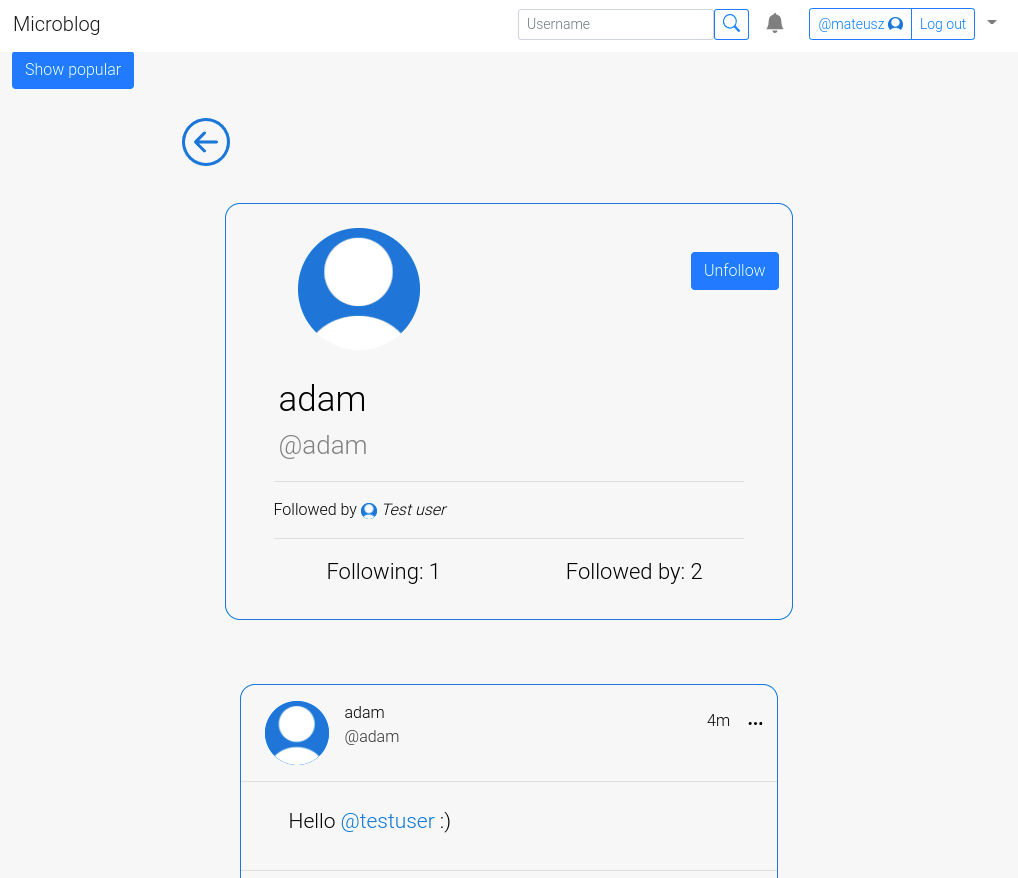 Microblog
Username
@mateusz
Log out
Show popular
Unfollow
adam
@adam
Followed by Test user
Following: 1
Followed by: 2
adam
@adam
4m
...
Hello @testuser :)